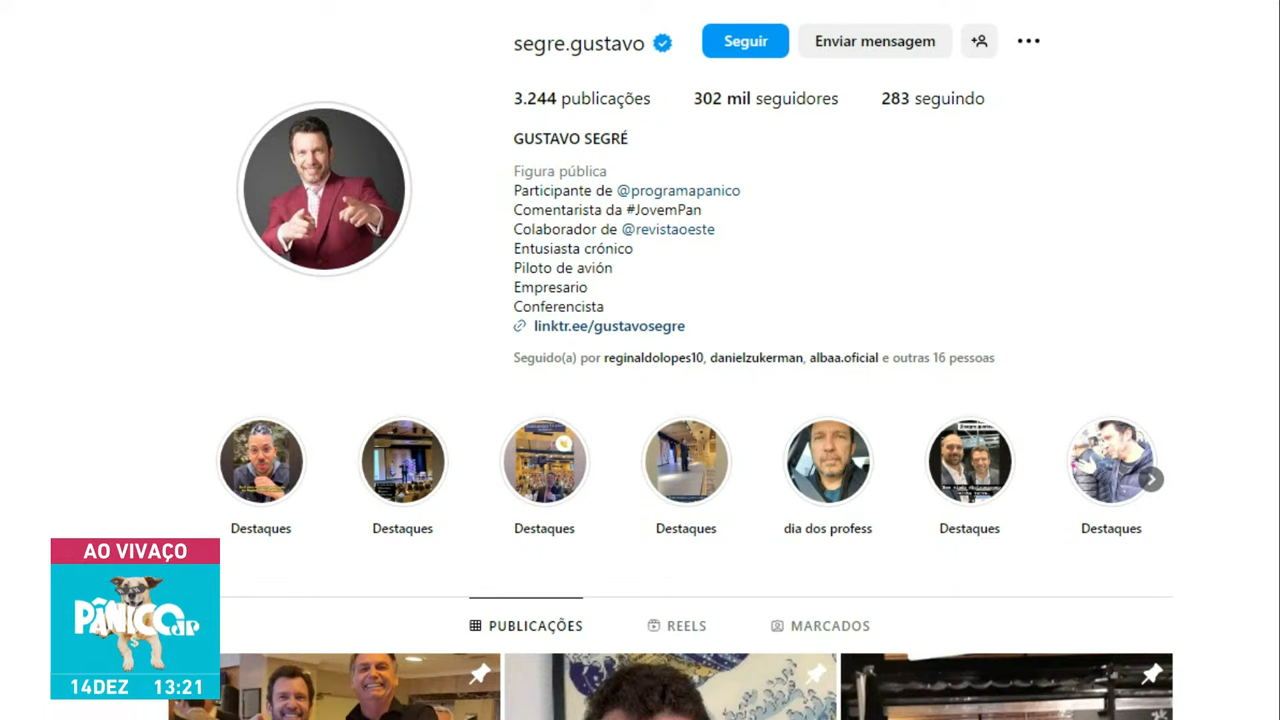 segre.gustavo
Seguir
Enviar mensagem
3.244 publicações
302 mil seguidores
283 seguindo
GUSTAVO SEGRÉ
Figura pública
Participante de @programapanico
Comentarista da #JovemPan
Colaborador de @revistaoeste
Entusiasta crónico
Piloto de avión
Empresario
Conferencista
linktr.ee/gustavosegre
Seguido(a) por reginaldolopes10, danielzukerman, albaa.oficial e outras 16 pessoas
Destaques
Destaques
Destaques
Destaques
dia dos profess
Destaques
Destaques
AO VIVAÇO
PÂNICO JP
14DEZ 13:21
PUBLICAÇÕES
REELS
MARCADOS